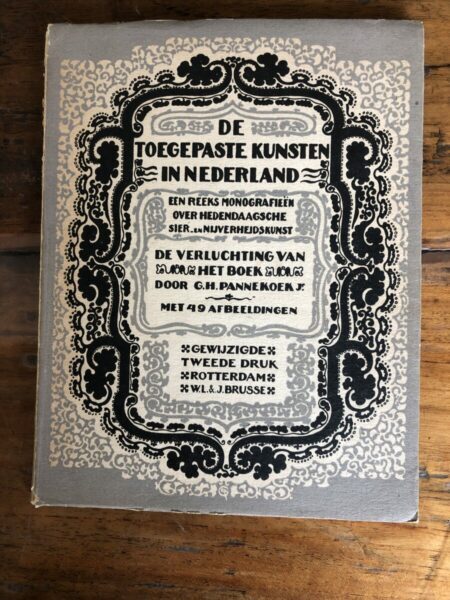 DE
TOEGEPASTE KUNSTEN
IN NEDERLAND
EEN REEKS MONOGRAFIEËN
OVER HEDENDAAGSCHE
SIER- EN NIJVERHEIDSKUNST
DE VERLUCHTING VAN
HET BOEK
DOOR G.H. PANNEKOEK Jr.
MET 49 AFBEELDINGEN
GEWIJZIGDE
TWEEDE DRUK
ROTTERDAM
W.L. & J. BRUSSE